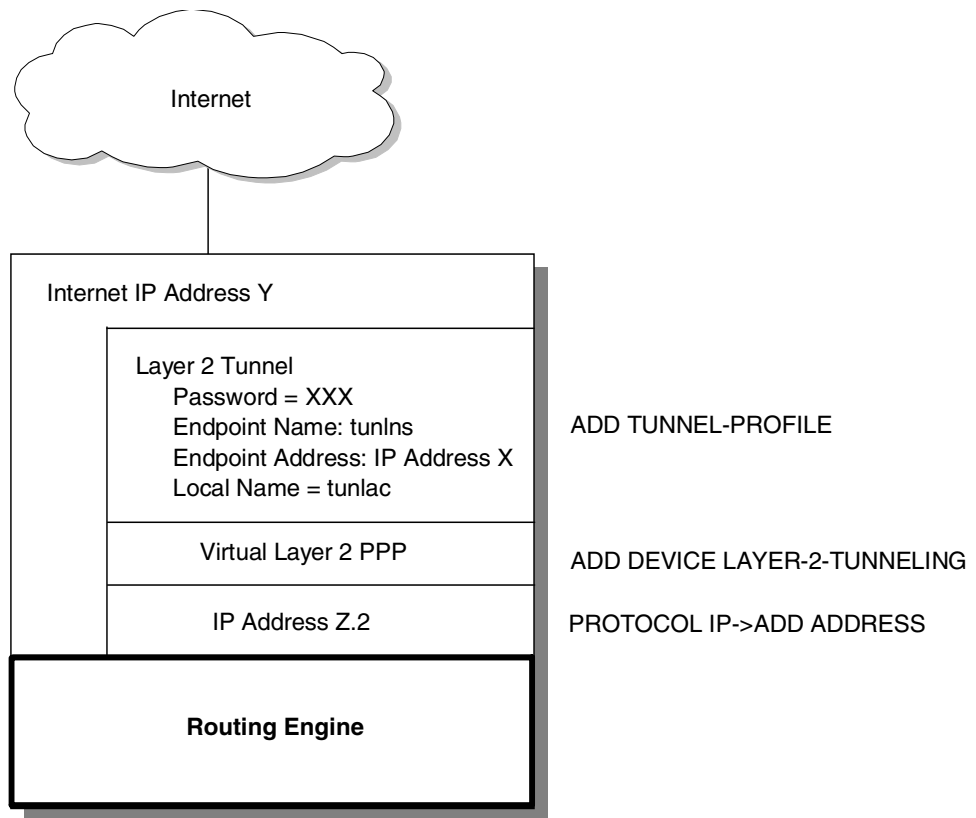 Internet
Internet IP Address Y
Layer 2 Tunnel
Password = XXX
Endpoint Name: tunlns
Endpoint Address: IP Address X
Local Name = tunlac
ADD TUNNEL-PROFILE
Virtual Layer 2 PPP
ADD DEVICE LAYER-2-TUNNELING
IP Address Z.2
PROTOCOL IP->ADD ADDRESS
Routing Engine